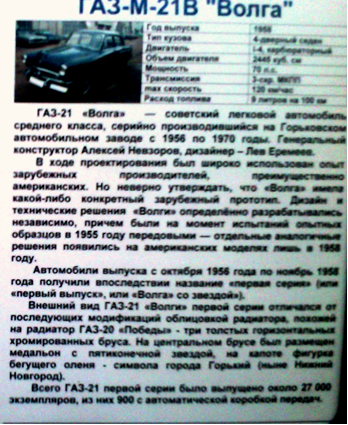 ГАЗ-М-21В "Волга"
Год выпуска 1958
Тип кузова 4-дверный седан
Двигатель i-4, карбюраторный
Объем двигателя 2445 куб. см
Мощность 70 л.с.
Трансмиссия 3-скор. МКПП
max скорость 120 км/час
Расход топлива 9 литров на 100 км
ГАЗ-21 «Волга» — советский легковой автомобиль
среднего класса, серийно производившийся на Горьковском
автомобильном заводе с 1956 по 1970 годы. Генеральный
конструктор Алексей Невзоров, дизайнер – Лев Еремеев.
В ходе проектирования был широко использован опыт
зарубежных производителей, преимущественно
американских. Но неверно утверждать, что «Волга» имела
какой-либо конкретный зарубежный прототип. Дизайн и
технические решения «Волги» определённо разрабатывались
независимо, причем были на момент испытаний опытных
образцов в 1955 году передовыми — отдельные аналогичные
решения появились на американских моделях лишь в 1958
году.
Автомобили выпуска с октября 1956 года по ноябрь 1958
года получили впоследствии название «первая серия» (или
«первый выпуск», или «Волга со звездой»).
Внешний вид ГАЗ-21 «Волги» первой серии отличался от
последующих модификаций облицовкой радиатора, похожей
на радиатор ГАЗ-20 «Победы» - три толстых горизонтальных
хромированных бруса. На центральном брусе был размещен
медальон с пятиконечной звездой, на капоте фигурка
бегущего оленя - символа города Горький (ныне Нижний
Новгород).
Всего ГАЗ-21 первой серии было выпущено около 27 000
экземпляров, из них 900 с автоматической коробкой передач.